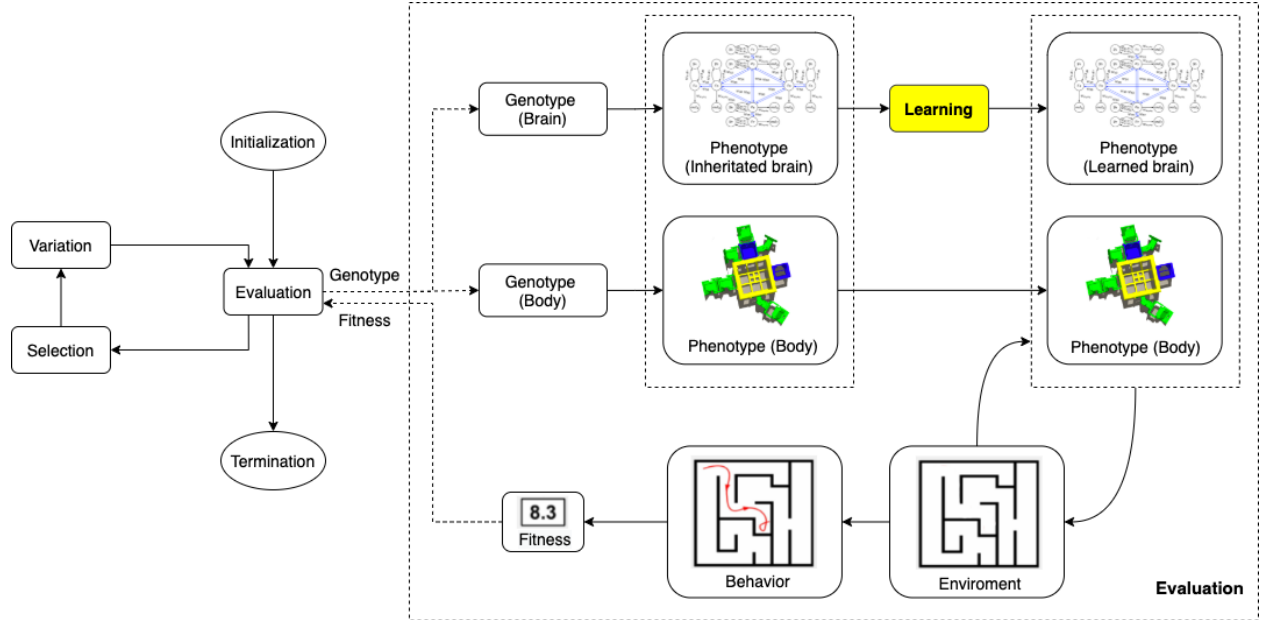 Initialization
Variation
Evaluation
Selection
Termination
Genotype
Fitness
Genotype
(Brain)
Phenotype
(Inheritated brain)
Learning
Phenotype
(Learned brain)
Genotype
(Body)
Phenotype (Body)
Phenotype (Body)
8.3
Fitness
Behavior
Enviroment
Evaluation